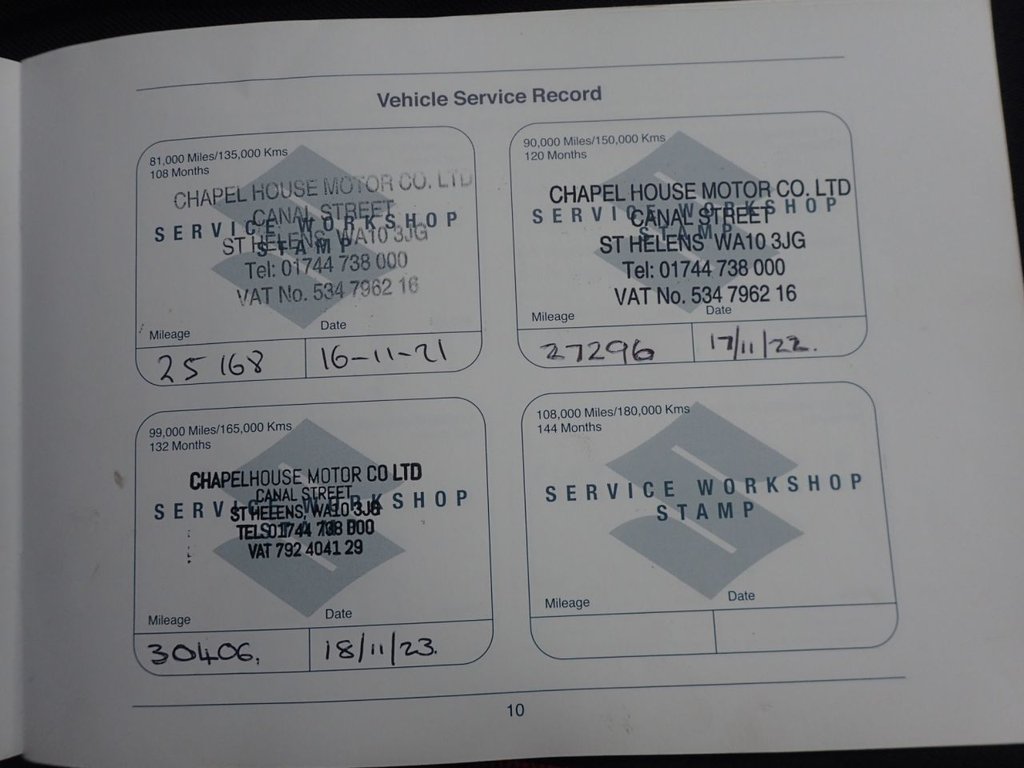 Vehicle Service Record
81,000 Miles/135,000 Kms
108 Months
CHAPEL HOUSE MOTOR CO. LTD
CANAL STREET
SERVICE WORKSHOP
ST HELENS WA10 3JG
STAMP
Tel: 01744 738 000
VAT No. 534 7962 16
Mileage
Date
25168
16-11-21
90,000 Miles/150,000 Kms
120 Months
CHAPEL HOUSE MOTOR CO. LTD
SERVICE WORKSHOP
CANAL STREET
STAMP
ST HELENS WA10 3JG
Tel: 01744 738 000
VAT No. 534 7962 16
Mileage
Date
27296
17/11/22.
99,000 Miles/165,000 Kms
132 Months
CHAPELHOUSE MOTOR CO LTD
CANAL STREET
SERVICE WORKSHOP
ST HELENS, WA10 3JG
STAMP
TEL 01744 738 000
VAT 792 4041 29
Mileage
Date
30406,
18/11/23.
108,000 Miles/180,000 Kms
144 Months
SERVICE WORKSHOP
STAMP
Mileage
Date
10